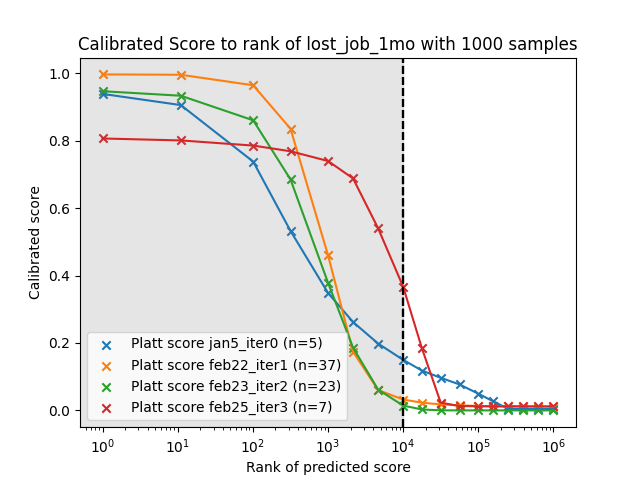 Calibrated Score to rank of lost_job_1mo with 1000 samples
Calibrated score
1.0
0.8
0.6
0.4
0.2
0.0
Platt score jan5_iter0 (n=5)
Platt score feb22_iter1 (n=37)
Platt score feb23_iter2 (n=23)
Platt score feb25_iter3 (n=7)
10⁰ 10¹ 10² 10³ 10⁴ 10⁵ 10⁶
Rank of predicted score